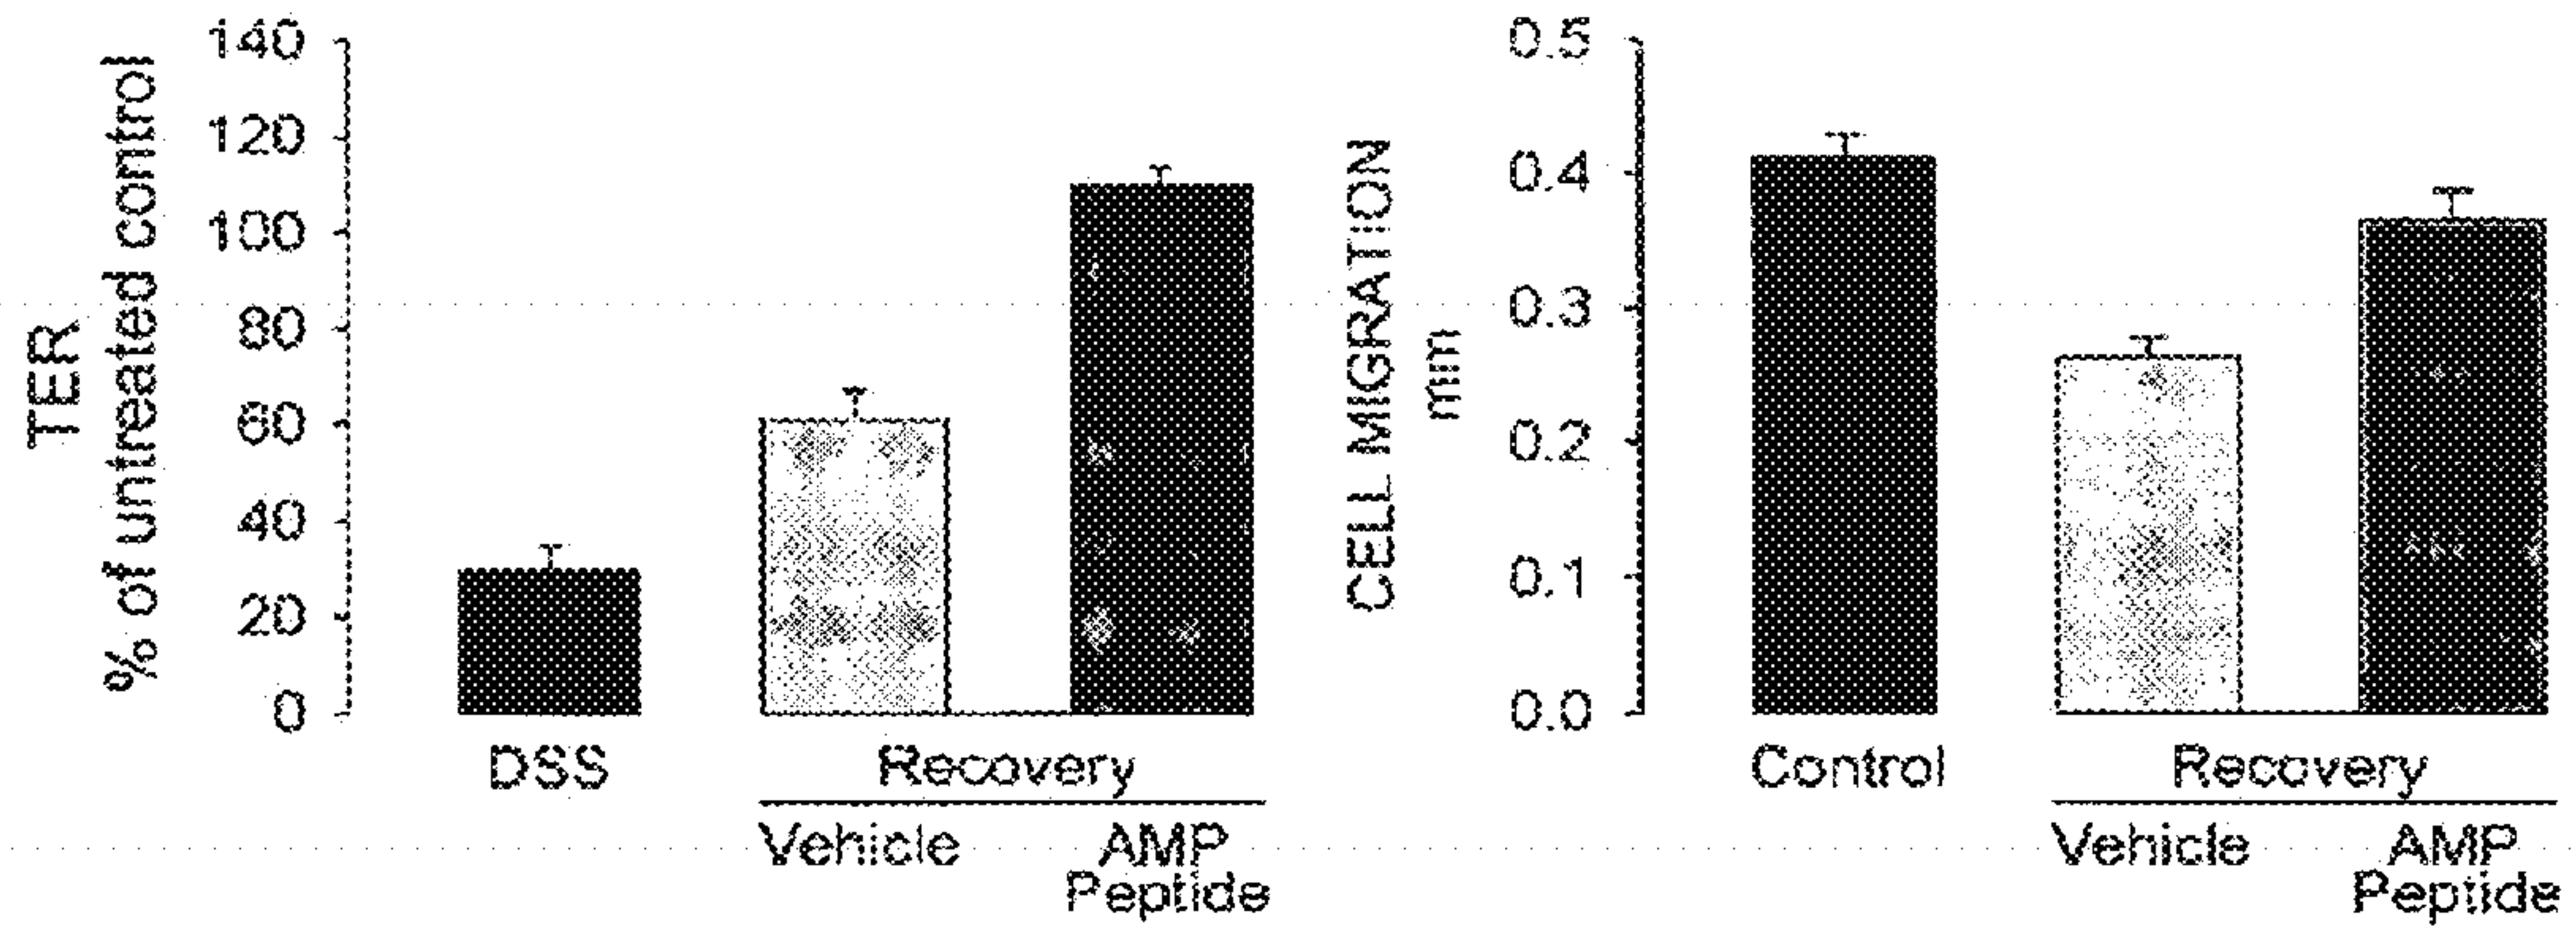 TER
% of untreated control
140
120
100
80
60
40
20
0
DSS
Recovery
Vehicle
AMP
Peptide
CELL MIGRATION
mm
0.5
0.4
0.3
0.2
0.1
0.0
Control
Recovery
Vehicle
AMP
Peptide